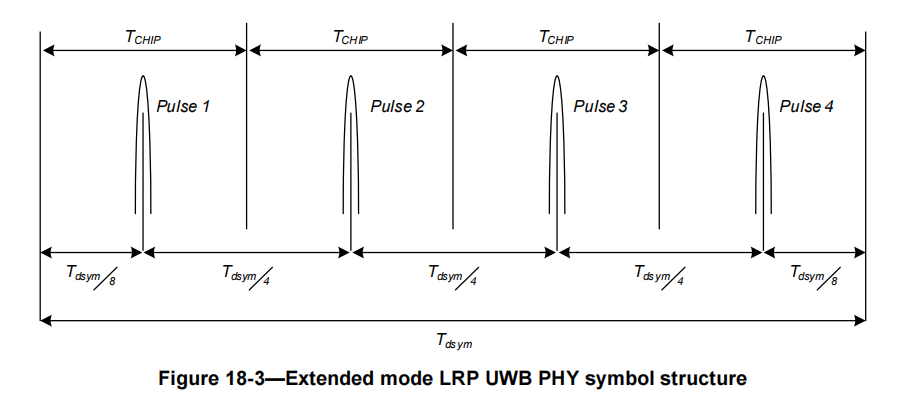 TCHIP TCHIP TCHIP TCHIP
Pulse 1 Pulse 2 Pulse 3 Pulse 4
Tdsym/8 Tdsym/4 Tdsym/4 Tdsym/4 Tdsym/8
Tdsym
Figure 18-3—Extended mode LRP UWB PHY symbol structure